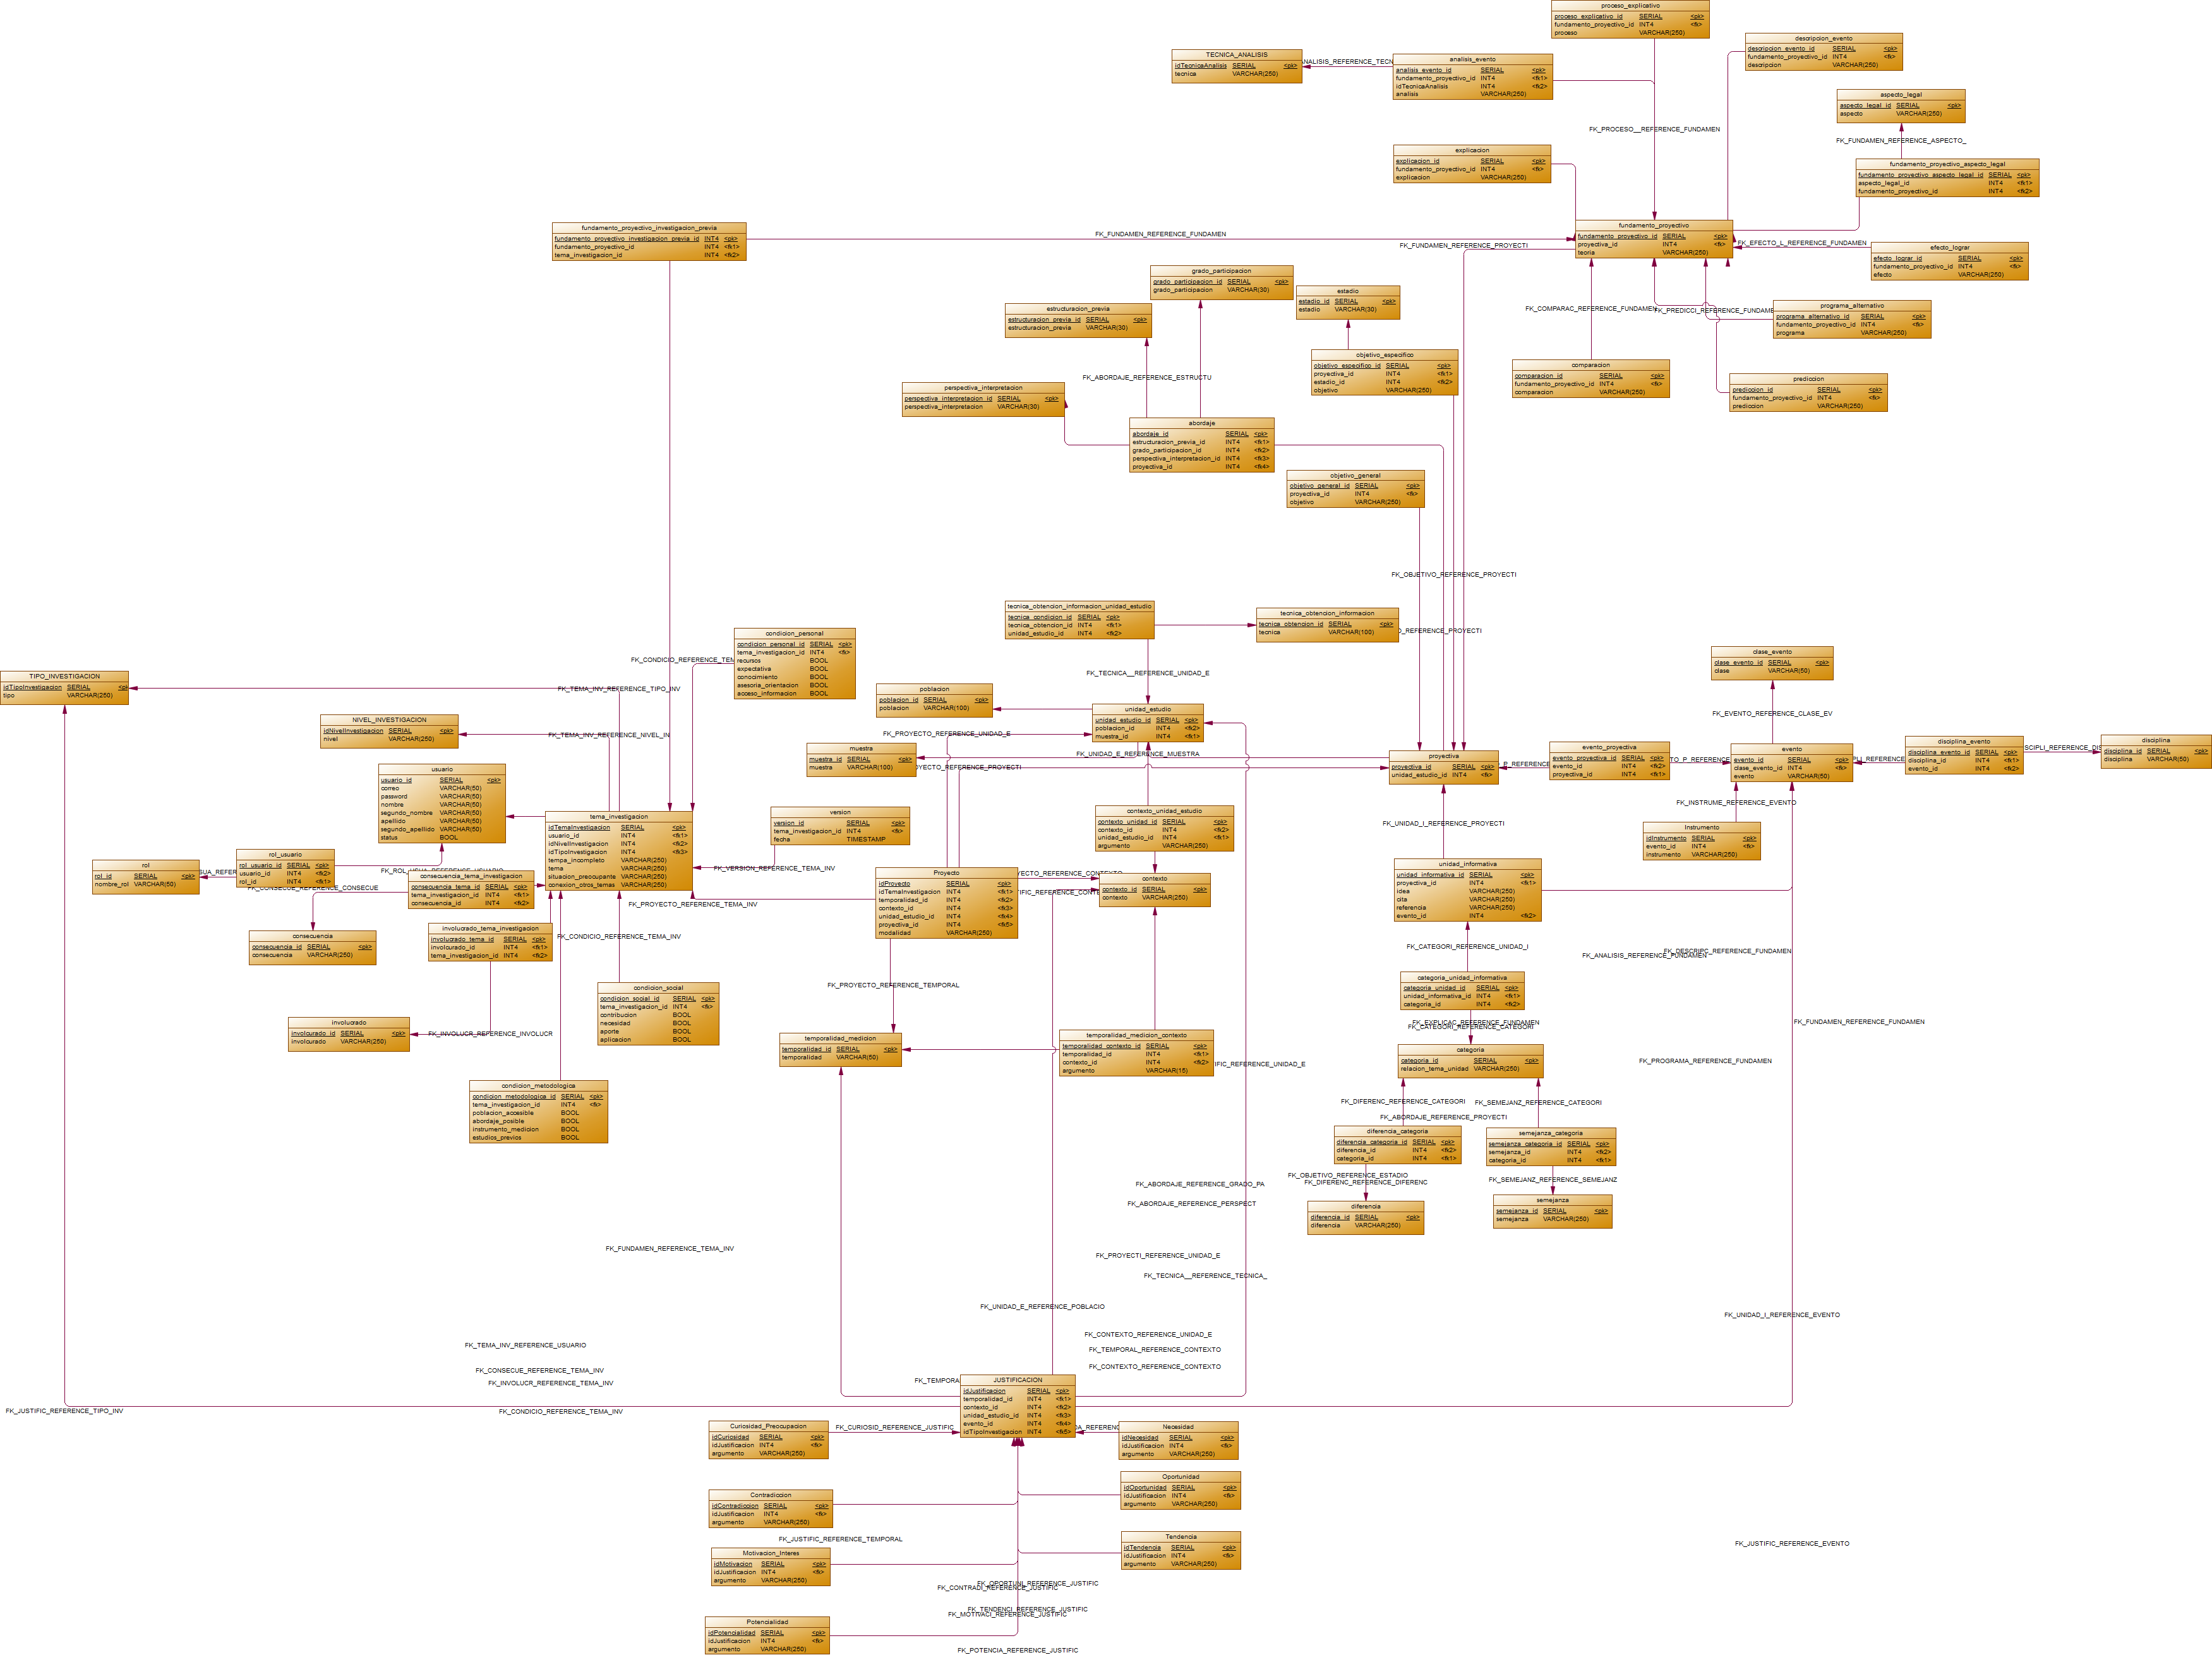 proceso_explicativo
proceso_explicativo_id SERIAL <pk>
fundamento_proyectivo_id INT4 <fk>
proceso VARCHAR(250)
descripcion_evento
descripcion_evento_id SERIAL <pk>
fundamento_proyectivo_id INT4 <fk>
descripcion VARCHAR(250)
TECNICA_ANALISIS
idTecnicaAnalisis SERIAL <pk>
tecnica VARCHAR(250)
analisis_evento
analisis_evento_id SERIAL <pk>
fundamento_proyectivo_id INT4 <fk1>
idTecnicaAnalisis INT4 <fk2>
analisis VARCHAR(250)
aspecto_legal
aspecto_legal_id SERIAL <pk>
aspecto VARCHAR(250)
FK_PROCESO__REFERENCE_FUNDAMEN
FK_FUNDAMEN_REFERENCE_ASPECTO_
explicacion
explicacion_id SERIAL <pk>
fundamento_proyectivo_id INT4 <fk>
explicacion VARCHAR(250)
fundamento_proyectivo_aspecto_legal
fundamento_proyectivo_aspecto_legal_id SERIAL <pk>
aspecto_legal_id INT4 <fk1>
fundamento_proyectivo_id INT4 <fk2>
fundamento_proyectivo_investigacion_previa
fundamento_proyectivo_investigacion_previa_id INT4 <pk>
fundamento_proyectivo_id INT4 <fk1>
tema_investigacion_id INT4 <fk2>
FK_FUNDAMEN_REFERENCE_FUNDAMEN
FK_FUNDAMEN_REFERENCE_PROYECTI
fundamento_proyectivo
fundamento_proyectivo_id SERIAL <pk>
proyectiva_id INT4 <fk>
teoria VARCHAR(250)
FK_EFECTO_L_REFERENCE_FUNDAMEN
efecto_lograr
efecto_lograr_id SERIAL <pk>
fundamento_proyectivo_id INT4 <fk>
efecto VARCHAR(250)
grado_participacion
grado_participacion_id SERIAL <pk>
grado_participacion VARCHAR(30)
estadio
estadio_id SERIAL <pk>
estadio VARCHAR(30)
estructuracion_previa
estructuracion_previa_id SERIAL <pk>
estructuracion_previa VARCHAR(30)
FK_COMPARAC_REFERENCE_FUNDAMEN
FK_PREDICCI_REFERENCE_FUNDAME
programa_alternativo
programa_alternativo_id SERIAL <pk>
fundamento_proyectivo_id INT4 <fk>
programa VARCHAR(250)
objetivo_especifico
objetivo_especifico_id SERIAL <pk>
proyectiva_id INT4 <fk1>
estadio_id INT4 <fk2>
objetivo VARCHAR(250)
comparacion
comparacion_id SERIAL <pk>
fundamento_proyectivo_id INT4 <fk>
comparacion VARCHAR(250)
prediccion
prediccion_id SERIAL <pk>
fundamento_proyectivo_id INT4 <fk>
prediccion VARCHAR(250)
FK_ABORDAJE_REFERENCE_ESTRUCTU
perspectiva_interpretacion
perspectiva_interpretacion_id SERIAL <pk>
perspectiva_interpretacion VARCHAR(30)
abordaje
abordaje_id SERIAL <pk>
estructuracion_previa_id INT4 <fk1>
grado_participacion_id INT4 <fk2>
perspectiva_interpretacion_id INT4 <fk3>
proyectiva_id INT4 <fk4>
objetivo_general
objetivo_general_id SERIAL <pk>
proyectiva_id INT4 <fk>
objetivo VARCHAR(250)
FK_OBJETIVO_REFERENCE_PROYECTI
tecnica_obtencion_informacion_unidad_estudio
tecnica_condicion_id SERIAL <pk>
tecnica_obtencion_id INT4 <fk1>
unidad_estudio_id INT4 <fk2>
tecnica_obtencion_informacion
tecnica_obtencion_id SERIAL <pk>
tecnica VARCHAR(100)
O_REFERENCE_PROYECTI
condicion_personal
condicion_personal_id SERIAL <pk>
tema_investigacion_id INT4 <fk>
recursos BOOL
expectativa BOOL
conocimiento BOOL
asesoria_orientacion BOOL
acceso_informacion BOOL
FK_CONDICIO_REFERENCE_TEM
FK_TECNICA__REFERENCE_UNIDAD_E
clase_evento
clase_evento_id SERIAL <pk>
clase VARCHAR(50)
TIPO_INVESTIGACION
idTipoInvestigacion SERIAL <pk>
tipo VARCHAR(250)
FK_TEMA_INV_REFERENCE_TIPO_INV
poblacion
poblacion_id SERIAL <pk>
poblacion VARCHAR(100)
unidad_estudio
unidad_estudio_id SERIAL <pk>
poblacion_id INT4 <fk2>
muestra_id INT4 <fk1>
FK_EVENTO_REFERENCE_CLASE_EV
NIVEL_INVESTIGACION
idNivelInvestigacion SERIAL <pk>
nivel VARCHAR(250)
FK_TEMA_INV_REFERENCE_NIVEL_IN
FK_PROYECTO_REFERENCE_UNIDAD_E
muestra
muestra_id SERIAL <pk>
muestra VARCHAR(100)
FK_UNIDAD_E_REFERENCE_MUESTRA
proyectiva
proyectiva_id SERIAL <pk>
unidad_estudio_id INT4 <fk>
evento_proyectiva
evento_proyectiva_id SERIAL <pk>
evento_id INT4 <fk2>
proyectiva_id INT4 <fk1>
evento
evento_id SERIAL <pk>
clase_evento_id INT4 <fk>
evento VARCHAR(50)
disciplina_evento
disciplina_evento_id SERIAL <pk>
disciplina_id INT4 <fk1>
evento_id INT4 <fk2>
disciplina
disciplina_id SERIAL <pk>
disciplina VARCHAR(50)
usuario
usuario_id SERIAL <pk>
correo VARCHAR(50)
password VARCHAR(50)
nombre VARCHAR(50)
segundo_nombre VARCHAR(50)
apellido VARCHAR(50)
segundo_apellido VARCHAR(50)
status BOOL
tema_investigacion
idTemaInvestigacion SERIAL <pk>
usuario_id INT4 <fk1>
idNivelInvestigacion INT4 <fk2>
idTipoInvestigacion INT4 <fk3>
tempa_incompleto VARCHAR(250)
tema VARCHAR(250)
situacion_preocupante VARCHAR(250)
conexion_otros_temas VARCHAR(250)
version
version_id SERIAL <pk>
tema_investigacion_id INT4 <fk>
fecha TIMESTAMP
contexto_unidad_estudio
contexto_unidad_id SERIAL <pk>
contexto_id INT4 <fk2>
unidad_estudio_id INT4 <fk1>
argumento VARCHAR(250)
FK_UNIDAD_I_REFERENCE_PROYECTI
FK_INSTRUME_REFERENCE_EVENTO
Instrumento
idInstrumento SERIAL <pk>
evento_id INT4 <fk>
instrumento VARCHAR(250)
rol
rol_id SERIAL <pk>
nombre_rol VARCHAR(50)
rol_usuario
rol_usuario_id SERIAL <pk>
usuario_id INT4 <fk2>
rol_id INT4 <fk1>
FK_CONSECUE_REFERENCE_CONSECUE
consecuencia_tema_investigacion
consecuencia_tema_id SERIAL <pk>
tema_investigacion_id INT4 <fk1>
consecuencia_id INT4 <fk2>
FK_VERSION_REFERENCE_TEMA_INV
Proyecto
idProyecto SERIAL <pk>
idTemaInvestigacion INT4 <fk1>
temporalidad_id INT4 <fk2>
contexto_id INT4 <fk3>
unidad_estudio_id INT4 <fk4>
proyectiva_id INT4 <fk5>
modalidad VARCHAR(250)
contexto
contexto_id SERIAL <pk>
contexto VARCHAR(250)
unidad_informativa
unidad_informativa_id SERIAL <pk>
proyectiva_id INT4 <fk1>
idea VARCHAR(250)
cita VARCHAR(250)
referencia VARCHAR(250)
evento_id INT4 <fk2>
FK_PROYECTO_REFERENCE_TEMA_INV
involucrado_tema_investigacion
involucrado_tema_id SERIAL <pk>
involcurado_id INT4 <fk1>
tema_investigacion_id INT4 <fk2>
consecuencia
consecuencia_id SERIAL <pk>
consecuencia VARCHAR(250)
FK_CONDICIO_REFERENCE_TEMA_INV
FK_CATEGORI_REFERENCE_UNIDAD_I
FK_DESCRIPC_REFERENCE_FUNDAMEN
FK_ANALISIS_REFERENCE_FUNDAMEN
categoria_unidad_informativa
categoria_unidad_id SERIAL <pk>
unidad_informativa_id INT4 <fk1>
categoria_id INT4 <fk2>
condicion_social
condicion_social_id SERIAL <pk>
tema_investigacion_id INT4 <fk>
contribucion BOOL
necesidad BOOL
aporte BOOL
aplicacion BOOL
FK_PROYECTO_REFERENCE_TEMPORAL
involucrado
involcurado_id SERIAL <pk>
involcurado VARCHAR(250)
FK_INVOLUCR_REFERENCE_INVOLUCR
FK_EXPLICAC_REFERENCE_FUNDAMEN
FK_CATEGORI_REFERENCE_CATEGORI
FK_FUNDAMEN_REFERENCE_FUNDAMEN
temporalidad_medicion
temporalidad_id SERIAL <pk>
temporalidad VARCHAR(50)
temporalidad_medicion_contexto
temporalidad_contexto_id SERIAL <pk>
temporalidad_id INT4 <fk1>
contexto_id INT4 <fk2>
argumento VARCHAR(15)
IFIC_REFERENCE_UNIDAD_E
categoria
categoria_id SERIAL <pk>
relacion_tema_unidad VARCHAR(250)
FK_PROGRAMA_REFERENCE_FUNDAMEN
condicion_metodologica
condicion_metodologica_id SERIAL <pk>
tema_investigacion_id INT4 <fk>
poblacion_accesible BOOL
abordaje_posible BOOL
instrumento_medicion BOOL
estudios_previos BOOL
FK_DIFERENC_REFERENCE_CATEGORI
FK_SEMEJANZ_REFERENCE_CATEGORI
FK_ABORDAJE_REFERENCE_PROYECTI
diferencia_categoria
diferencia_categoria_id SERIAL <pk>
diferencia_id INT4 <fk2>
categoria_id INT4 <fk1>
semejanza_categoria
semejanza_categoria_id SERIAL <pk>
semejanza_id INT4 <fk2>
categoria_id INT4 <fk1>
FK_OBJETIVO_REFERENCE_ESTADIO
FK_DIFERENC_REFERENCE_DIFERENC
FK_SEMEJANZ_REFERENCE_SEMEJANZ
FK_ABORDAJE_REFERENCE_GRADO_PA
FK_ABORDAJE_REFERENCE_PERSPECT
diferencia
diferencia_id SERIAL <pk>
diferencia VARCHAR(250)
semejanza
semejanza_id SERIAL <pk>
semejanza VARCHAR(250)
FK_FUNDAMEN_REFERENCE_TEMA_INV
FK_PROYECTI_REFERENCE_UNIDAD_E
FK_TECNICA__REFERENCE_TECNICA_
FK_UNIDAD_E_REFERENCE_POBLACIO
FK_UNIDAD_I_REFERENCE_EVENTO
FK_CONTEXTO_REFERENCE_UNIDAD_E
FK_TEMA_INV_REFERENCE_USUARIO
FK_TEMPORAL_REFERENCE_CONTEXTO
FK_CONSECUE_REFERENCE_TEMA_INV
FK_CONTEXTO_REFERENCE_CONTEXTO
FK_INVOLUCR_REFERENCE_TEMA_INV
FK_TEMPORA
JUSTIFICACION
idJustificacion SERIAL <pk>
temporalidad_id INT4 <fk1>
contexto_id INT4 <fk2>
unidad_estudio_id INT4 <fk3>
evento_id INT4 <fk4>
idTipoInvestigacion INT4 <fk5>
FK_JUSTIFIC_REFERENCE_TIPO_INV
FK_CONDICIO_REFERENCE_TEMA_INV
Curiosidad_Preocupacion
idCuriosidad SERIAL <pk>
idJustificacion INT4 <fk>
argumento VARCHAR(250)
FK_CURIOSID_REFERENCE_JUSTIFIC
Necesidad
idNecesidad SERIAL <pk>
idJustificacion INT4 <fk>
argumento VARCHAR(250)
Oportunidad
idOportunidad SERIAL <pk>
idJustificacion INT4 <fk>
argumento VARCHAR(250)
Contradiccion
idContradiccion SERIAL <pk>
idJustificacion INT4 <fk>
argumento VARCHAR(250)
FK_JUSTIFIC_REFERENCE_TEMPORAL
Tendencia
idTendencia SERIAL <pk>
idJustificacion INT4 <fk>
argumento VARCHAR(250)
FK_JUSTIFIC_REFERENCE_EVENTO
Motivacion_Interes
idMotivacion SERIAL <pk>
idJustificacion INT4 <fk>
argumento VARCHAR(250)
FK_OPORTUNI_REFERENCE_JUSTIFIC
FK_CONTRADI_REFERENCE_JUSTIFIC
FK_TENDENCI_REFERENCE_JUSTIFIC
FK_MOTIVACI_REFERENCE_JUSTIFIC
Potencialidad
idPotencialidad SERIAL <pk>
idJustificacion INT4 <fk>
argumento VARCHAR(250)
FK_POTENCIA_REFERENCE_JUSTIFIC